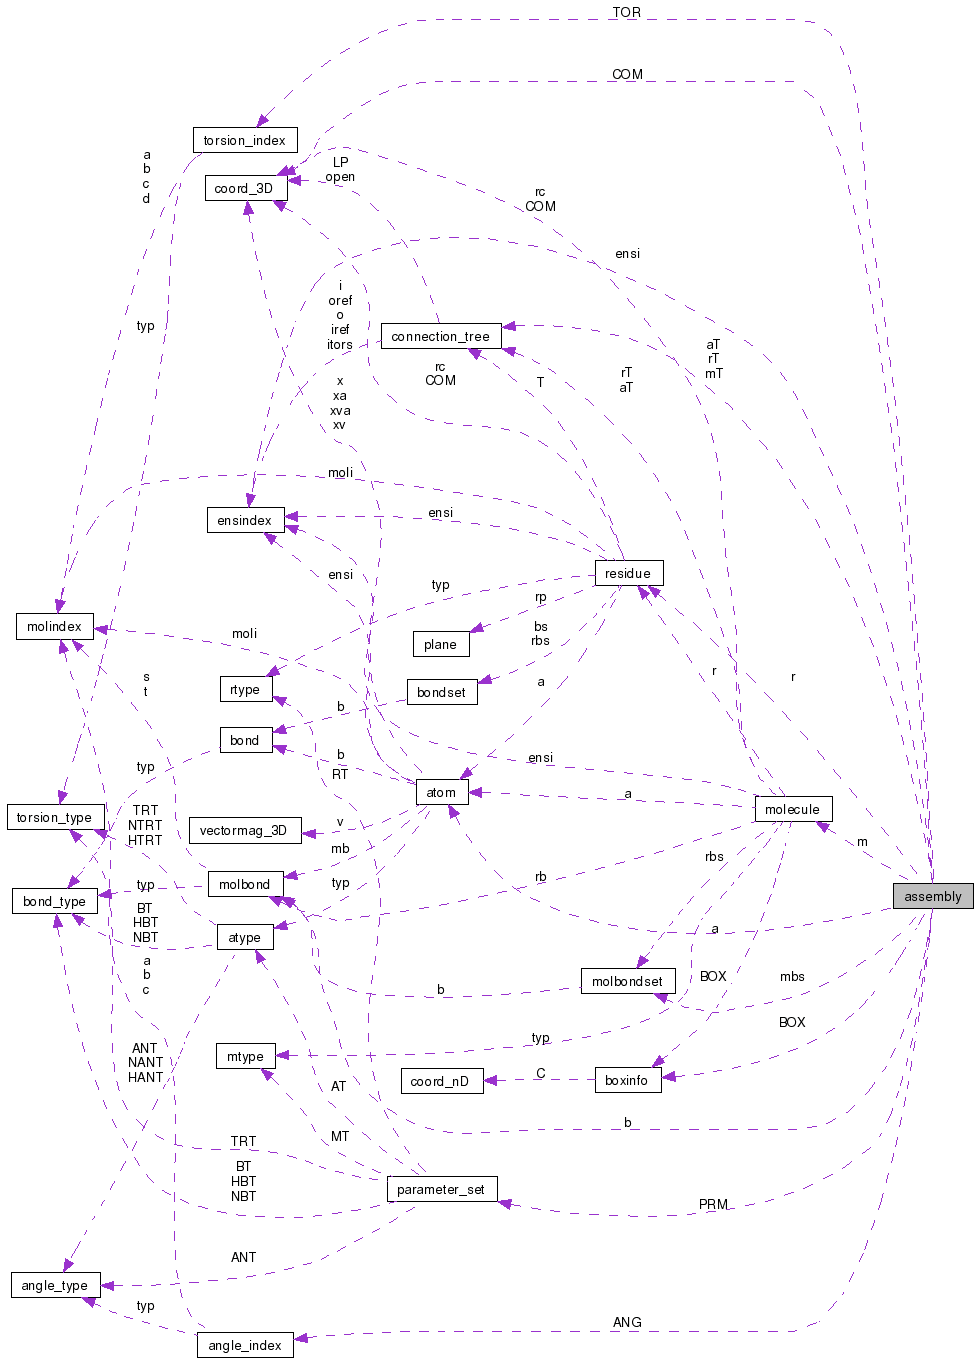 TOR
COM
torsion_index
a
b
c
d
LP
open
coord_3D
rc
COM
ensi
i
oref
o
iref
itors
typ
connection_tree
aT
rT
mT
rc
COM
T
rT
aT
x
xa
xva
xv
moli
ensi
ensindex
ensi
residue
typ
rp
molindex
moli
bs
rbs
plane
s
t
rtype
a
r
r
bondset
b
bond
b
ensi
typ
RT
atom
a
molecule
TRT
NTRT
HTRT
torsion_type
vectormag_3D
v
m
mb
rbs
typ
typ
rb
molbond
assembly
bond_type
BT
HBT
NBT
atype
a
a
b
c
molbondset
BOX
mbs
b
BOX
typ
ANT
NANT
HANT
mtype
coord_nD
C
boxinfo
AT
b
MT
TRT
BT
HBT
NBT
parameter_set
PRM
ANT
angle_type
typ
ANG
angle_index